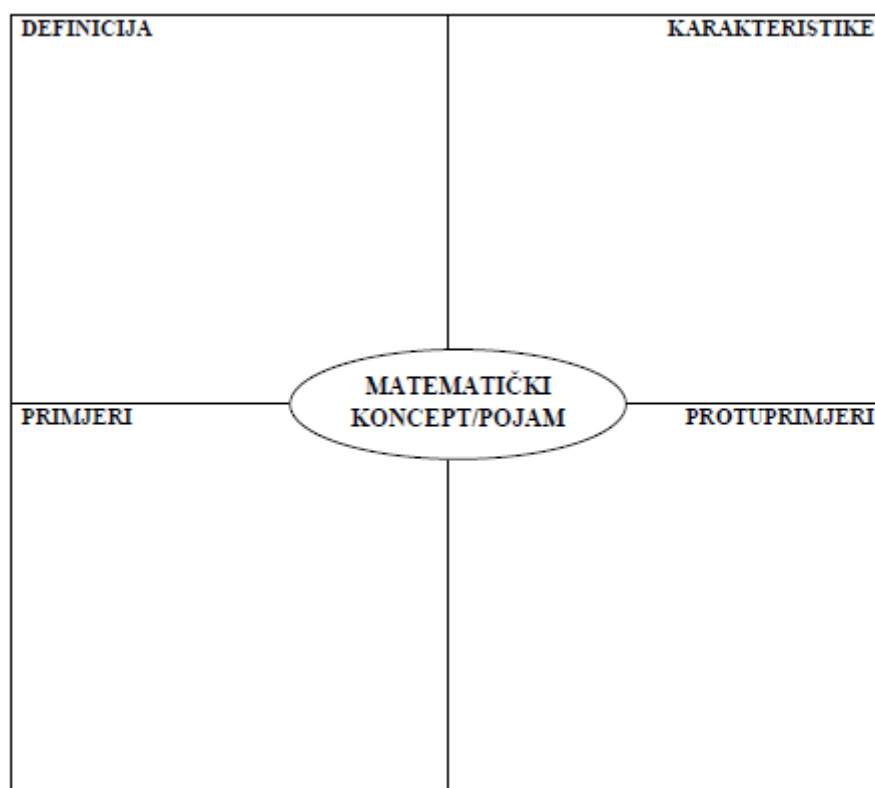 DEFINICIJA
KARAKTERISTIKE
MATEMATIČKI
KONCEPT/POJAM
PRIMJERI
PROTUPRIMJERI